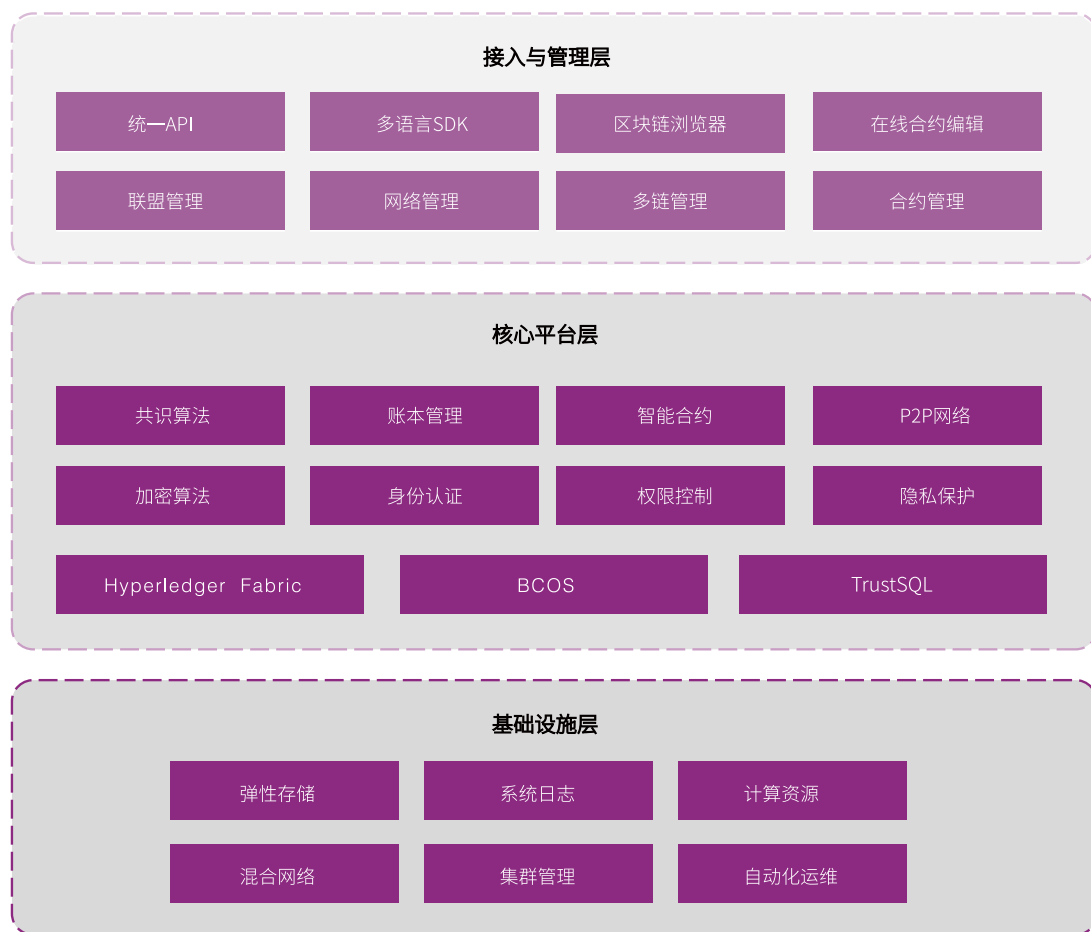 接入与管理层
统一API 多语言SDK 区块链浏览器 在线合约编辑
联盟管理 网络管理 多链管理 合约管理
核心平台层
共识算法 账本管理 智能合约 P2P网络
加密算法 身份认证 权限控制 隐私保护
Hyperledger Fabric BCOS TrustSQL
基础设施层
弹性存储 系统日志 计算资源
混合网络 集群管理 自动化运维